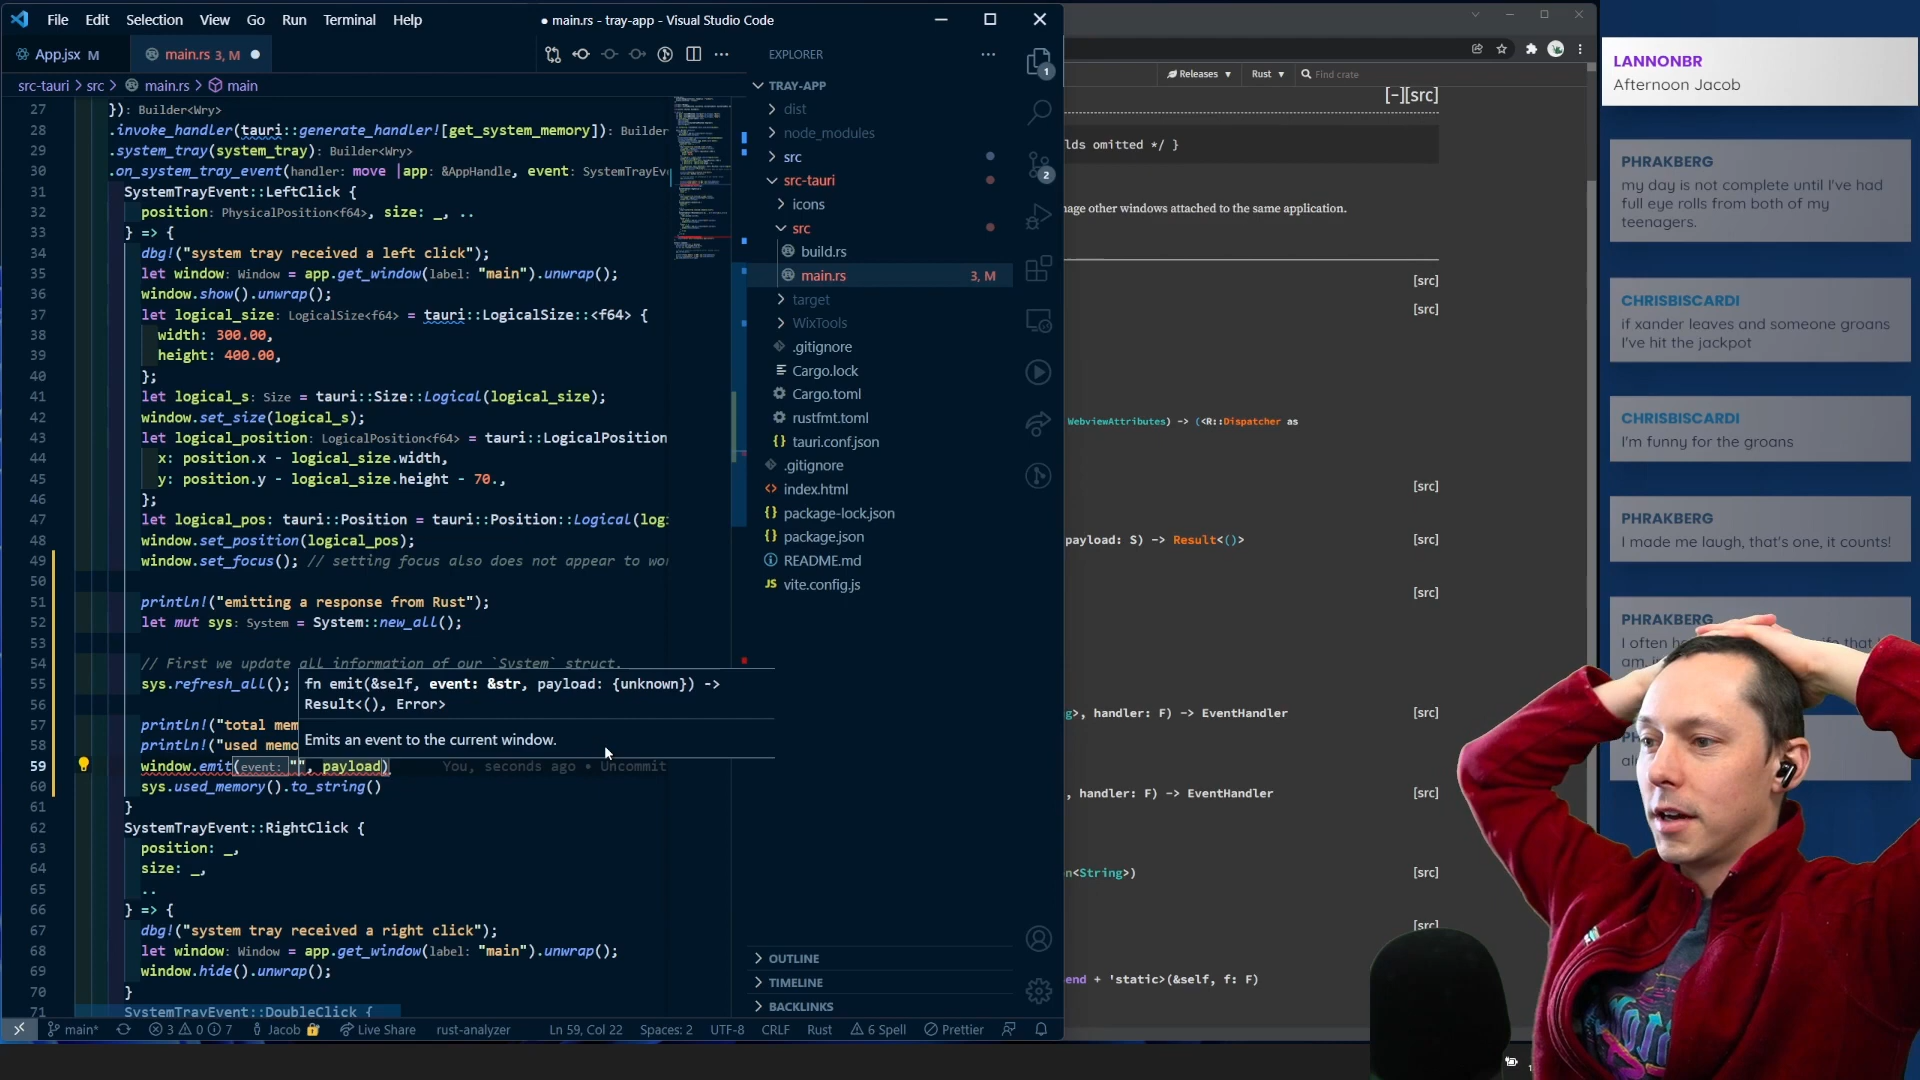 File Edit Selection View Go Run Terminal Help
● main.rs - tray-app - Visual Studio Code
App.jsx M
main.rs 3, M
src-tauri > src > main.rs > main
27 }): Builder<Wry>
28 .invoke_handler(tauri::generate_handler![get_system_memory]): Builder
29 .system_tray(system_tray): Builder<Wry>
30 .on_system_tray_event(handler: move |app: &AppHandle, event: SystemTrayEv
31 SystemTrayEvent::LeftClick {
32 position: PhysicalPosition<f64>, size: _, ..
33 } => {
34 dbg!("system tray received a left click");
35 let window: Window = app.get_window(label: "main").unwrap();
36 window.show().unwrap();
37 let logical_size: LogicalSize<f64> = tauri::LogicalSize::<f64> {
38 width: 300.00,
39 height: 400.00,
40 };
41 let logical_s: Size = tauri::Size::Logical(logical_size);
42 window.set_size(logical_s);
43 let logical_position: LogicalPosition<f64> = tauri::LogicalPosition
44 x: position.x - logical_size.width,
45 y: position.y - logical_size.height - 70.,
46 };
47 let logical_pos: tauri::Position = tauri::Position::Logical(log
48 window.set_position(logical_pos);
49 window.set_focus(); // setting focus also does not appear to wor
50
51 println!("emitting a response from Rust");
52 let mut sys: System = System::new_all();
53
54 // First we update all information of our `System` struct.
55 sys.refresh_all();
56
57 println!("total mem
58 println!("used memo
59 window.emit(event: "", payload) You, seconds ago • Uncommit
60 sys.used_memory().to_string()
61 }
62 SystemTrayEvent::RightClick {
63 position: _,
64 size: _,
65 ..
66 } => {
67 dbg!("system tray received a right click");
68 let window: Window = app.get_window(label: "main").unwrap();
69 window.hide().unwrap();
70 }
71 SystemTrayEvent::DoubleClick {
fn emit(&self, event: &str, payload: {unknown}) ->
Result<(), Error>
Emits an event to the current window.
EXPLORER
TRAY-APP
dist
node_modules
src
src-tauri
icons
src
build.rs
main.rs 3, M
target
WixTools
.gitignore
Cargo.lock
Cargo.toml
rustfmt.toml
tauri.conf.json
.gitignore
index.html
package-lock.json
package.json
README.md
vite.config.js
OUTLINE
TIMELINE
BACKLINKS
1
2
main* 3 0 7 Jacob Live Share rust-analyzer Ln 59, Col 22 Spaces: 2 UTF-8 CRLF Rust 6 Spell Prettier
Releases Rust Find crate
[-][src]
lds omitted */ }
nage other windows attached to the same application.
[src]
[src]
WebviewAttributes) -> (<R::Dispatcher as
[src]
payload: S) -> Result<()> [src]
[src]
g>, handler: F) -> EventHandler [src]
, handler: F) -> EventHandler [src]
n<String>) [src]
[src]
end + 'static>(&self, f: F)
LANNONBR
Afternoon Jacob
PHRAKBERG
my day is not complete until I've had
full eye rolls from both of my
teenagers.
CHRISBISCARDI
if xander leaves and someone groans
I've hit the jackpot
CHRISBISCARDI
I'm funny for the groans
PHRAKBERG
I made me laugh, that's one, it counts!
PHRAKBERG
I often